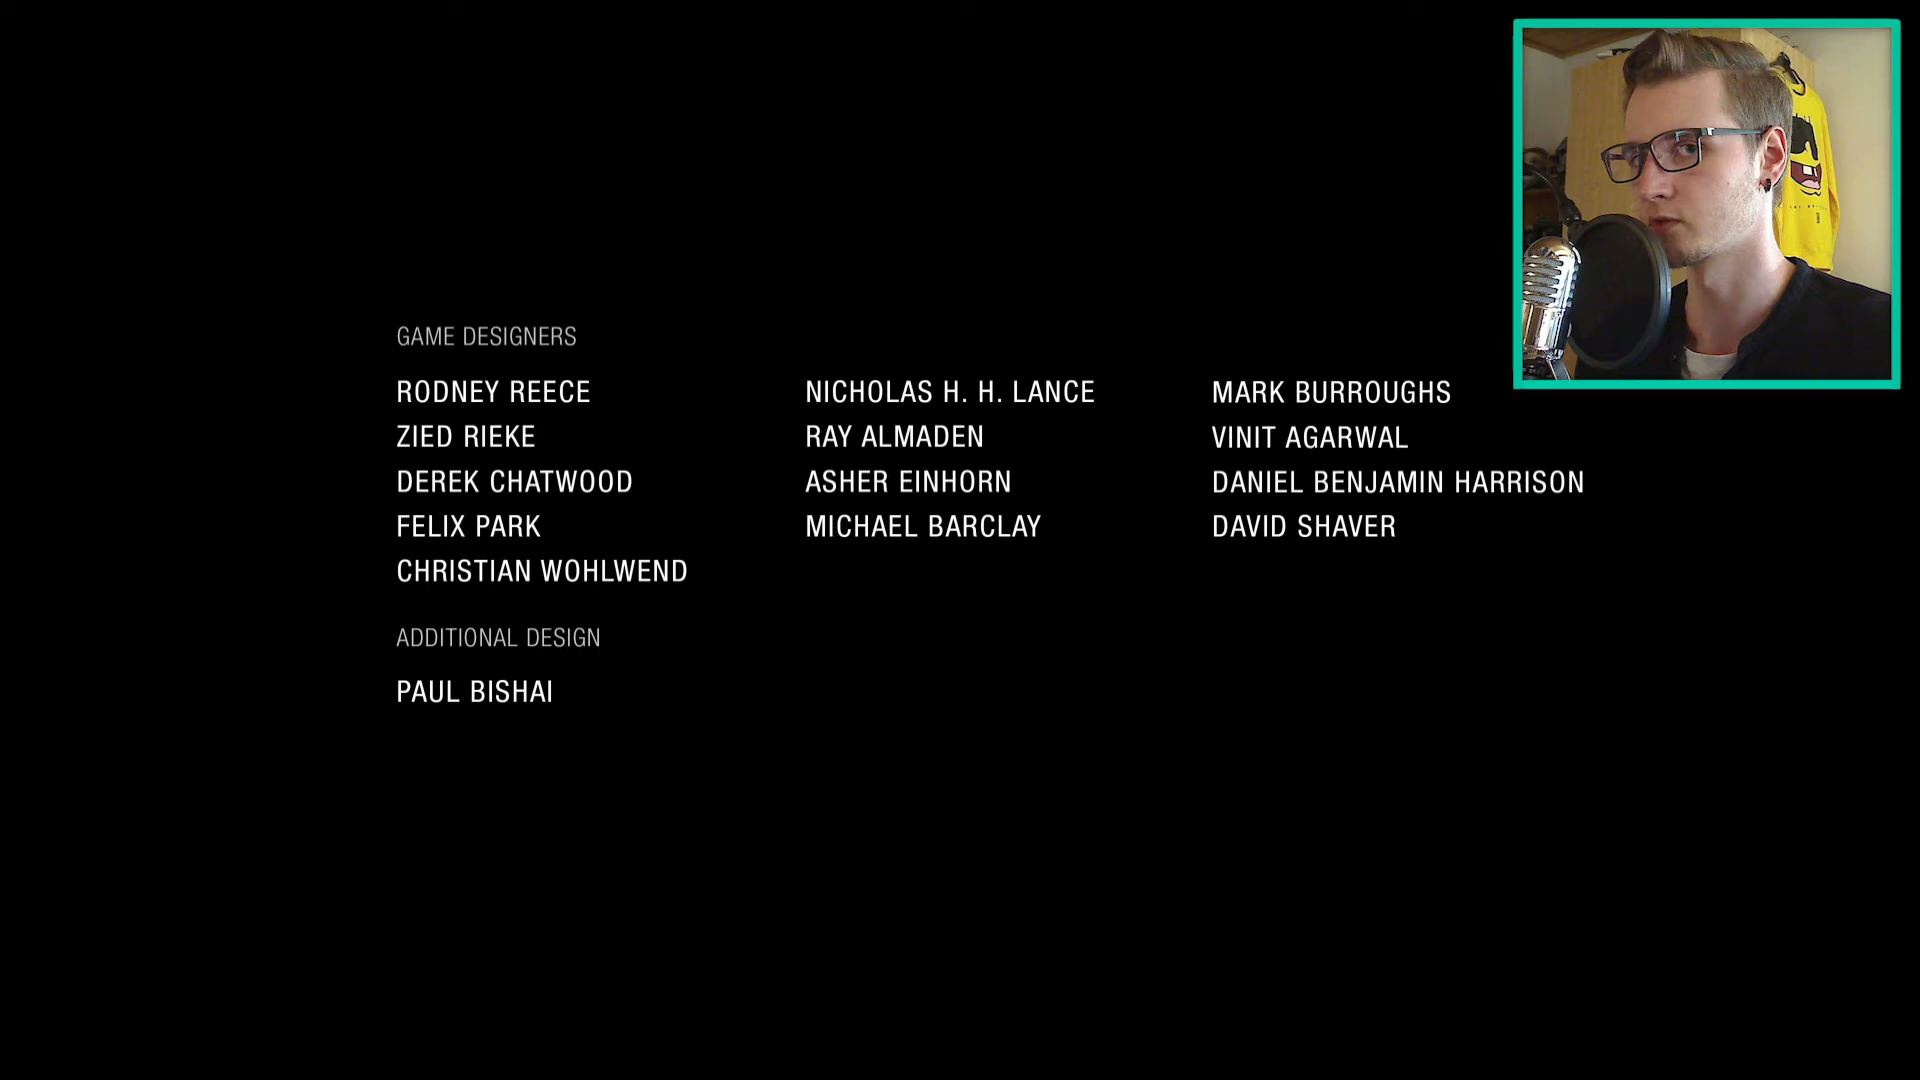 GAME DESIGNERS
RODNEY REECE
ZIED RIEKE
DEREK CHATWOOD
FELIX PARK
CHRISTIAN WOHLWEND
NICHOLAS H. H. LANCE
RAY ALMADEN
ASHER EINHORN
MICHAEL BARCLAY
MARK BURROUGHS
VINIT AGARWAL
DANIEL BENJAMIN HARRISON
DAVID SHAVER
ADDITIONAL DESIGN
PAUL BISHAI